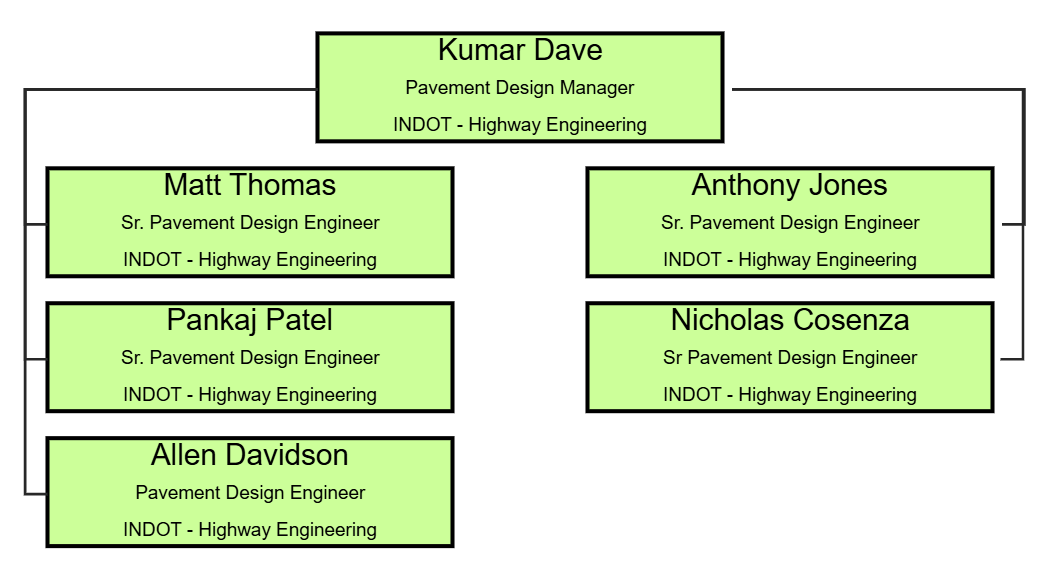 Kumar Dave
Pavement Design Manager
INDOT - Highway Engineering
Matt Thomas
Sr. Pavement Design Engineer
INDOT - Highway Engineering
Anthony Jones
Sr. Pavement Design Engineer
INDOT - Highway Engineering
Pankaj Patel
Sr. Pavement Design Engineer
INDOT - Highway Engineering
Nicholas Cosenza
Sr Pavement Design Engineer
INDOT - Highway Engineering
Allen Davidson
Pavement Design Engineer
INDOT - Highway Engineering